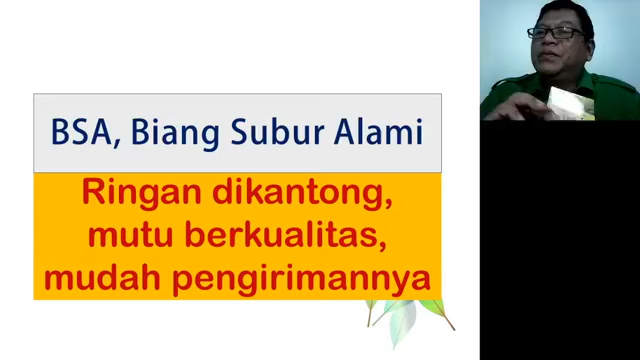 BSA, Biang Subur Alami
Ringan dikantong,
mutu berkualitas,
mudah pengirimannya